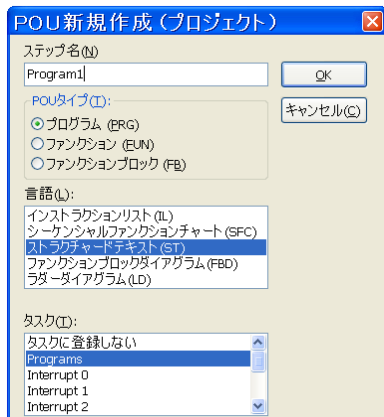 POU新規作成(プロジェクト)
ステップ名(N)
Program1
OK
キャンセル(C)
POUタイプ(T):
プログラム (PRG)
ファンクション (FUN)
ファンクションブロック (FB)
言語(L):
インストラクションリスト(IL)
シーケンシャルファンクションチャート(SFC)
ストラクチャードテキスト(ST)
ファンクションブロックダイアグラム(FBD)
ラダーダイアグラム(LD)
タスク(T):
タスクに登録しない
Programs
Interrupt 0
Interrupt 1
Interrupt 2